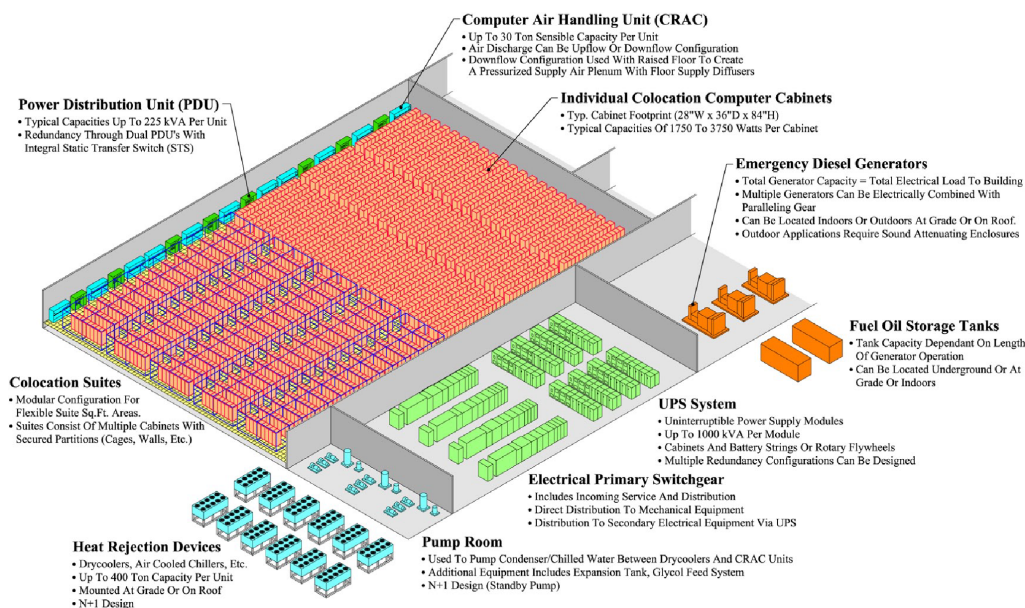 Computer Air Handling Unit (CRAC)
• Up To 30 Ton Sensible Capacity Per Unit
• Air Discharge Can Be Upflow Or Downflow Configuration
• Downflow Configuration Used With Raised Floor To Create
A Pressurized Supply Air Plenum With Floor Supply Diffusers
Power Distribution Unit (PDU)
• Typical Capacities Up To 225 kVA Per Unit
• Redundancy Through Dual PDU's With
Integral Static Transfer Switch (STS)
Individual Colocation Computer Cabinets
• Typ. Cabinet Footprint (28"W x 36"D x 84"H)
• Typical Capacities Of 1750 To 3750 Watts Per Cabinet
Emergency Diesel Generators
• Total Generator Capacity = Total Electrical Load To Building
• Multiple Generators Can Be Electrically Combined With
Paralleling Gear
• Can Be Located Indoors Or Outdoors At Grade Or On Roof.
• Outdoor Applications Require Sound Attenuating Enclosures
Fuel Oil Storage Tanks
• Tank Capacity Dependant On Length
Of Generator Operation
• Can Be Located Underground Or At
Grade Or Indoors
Colocation Suites
• Modular Configuration For
Flexible Suite Sq.Ft. Areas.
• Suites Consist Of Multiple Cabinets With
Secured Partitions (Cages, Walls, Etc.)
UPS System
• Uninterruptible Power Supply Modules
• Up To 1000 kVA Per Module
• Cabinets And Battery Strings Or Rotary Flywheels
• Multiple Redundancy Configurations Can Be Designed
Electrical Primary Switchgear
• Includes Incoming Service And Distribution
• Direct Distribution To Mechanical Equipment
• Distribution To Secondary Electrical Equipment Via UPS
Pump Room
• Used To Pump Condenser/Chilled Water Between Drycoolers And CRAC Units
• Additional Equipment Includes Expansion Tank, Glycol Feed System
• N+1 Design (Standby Pump)
Heat Rejection Devices
• Drycoolers, Air Cooled Chillers, Etc.
• Up To 400 Ton Capacity Per Unit
• Mounted At Grade Or On Roof
• N+1 Design